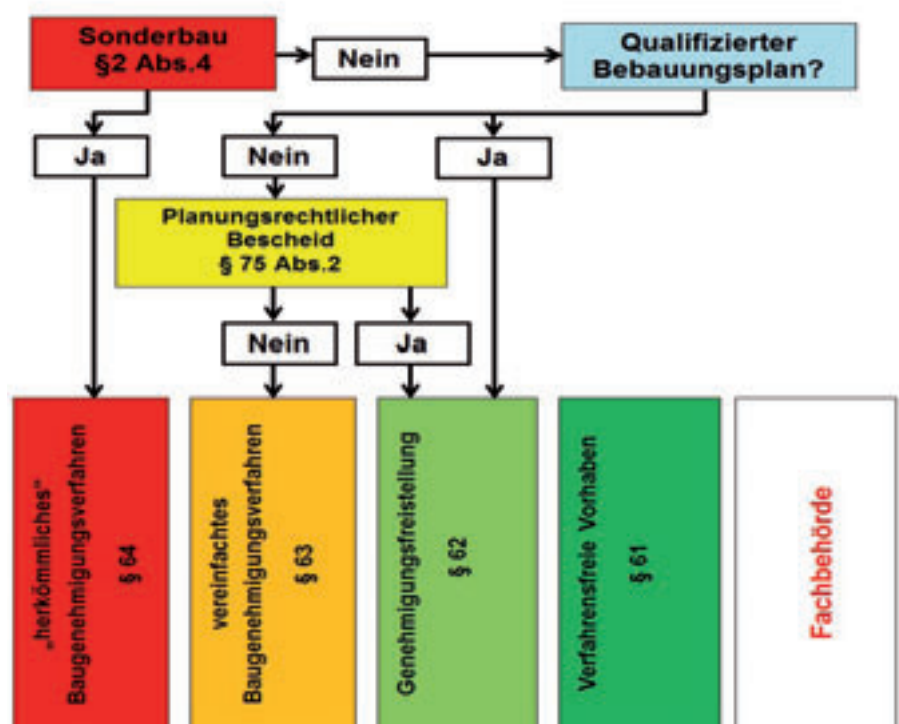 Sonderbau
§2 Abs.4
Nein
Qualifizierter
Bebauungsplan?
Ja
Nein
Ja
Planungsrechtlicher
Bescheid
§ 75 Abs.2
Nein
Ja
„herkömmliches“
Baugenehmigungsverfahren
§ 64
vereinfachtes
Baugenehmigungsverfahren
§ 63
Genehmigungsfreistellung
§ 62
Verfahrensfreie Vorhaben
§ 61
Fachbehörde